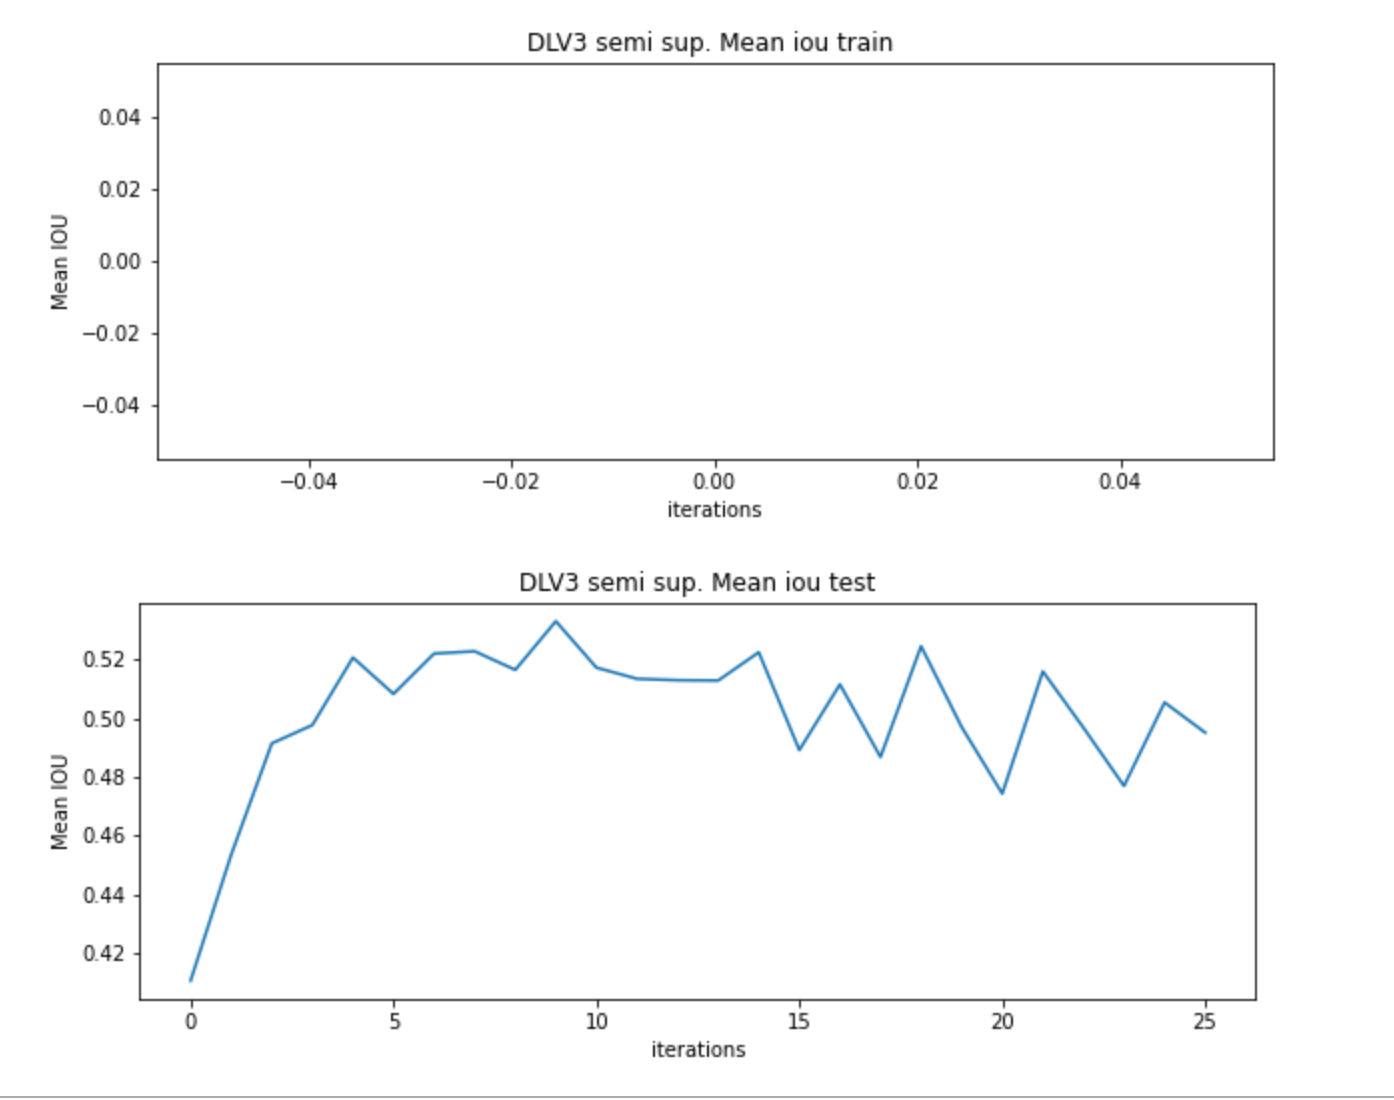 DLV3 semi sup. Mean iou train
Mean IOU
0.04
0.02
0.00
−0.02
−0.04
−0.04 −0.02 0.00 0.02 0.04
iterations
DLV3 semi sup. Mean iou test
Mean IOU
0.52
0.50
0.48
0.46
0.44
0.42
0 5 10 15 20 25
iterations